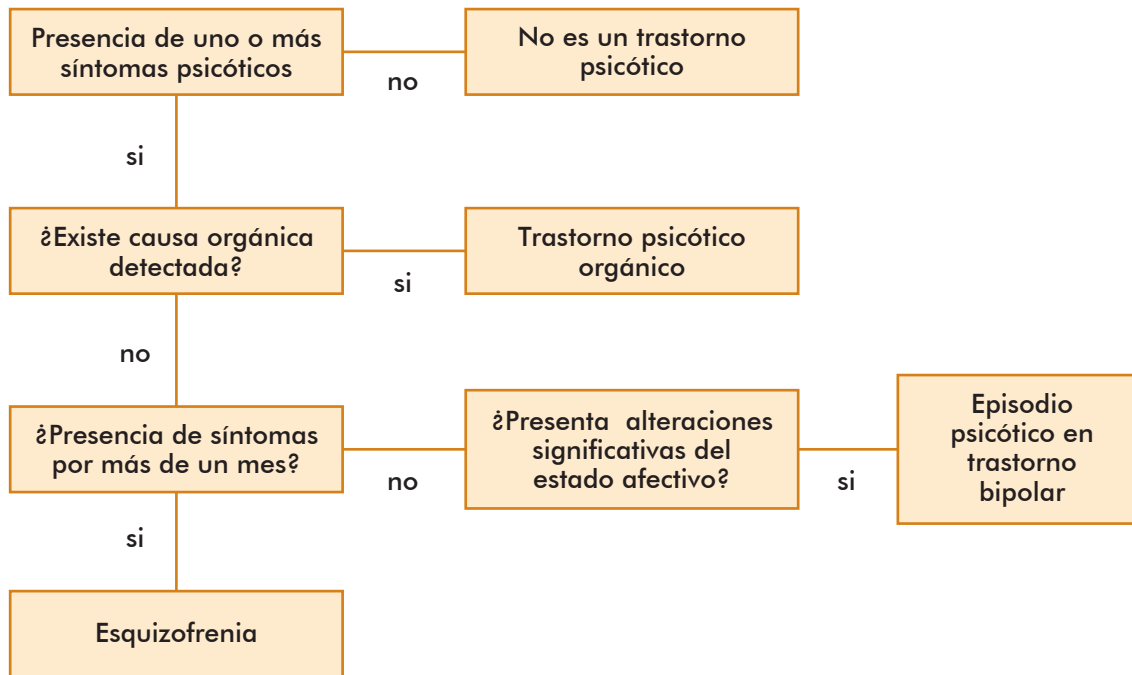 Presencia de uno o más
síntomas psicóticos
no
No es un trastorno
psicótico
si
¿Existe causa orgánica
detectada?
si
Trastorno psicótico
orgánico
no
¿Presencia de síntomas
por más de un mes?
no
¿Presenta alteraciones
significativas del
estado afectivo?
si
Episodio
psicótico en
trastorno
bipolar
si
Esquizofrenia